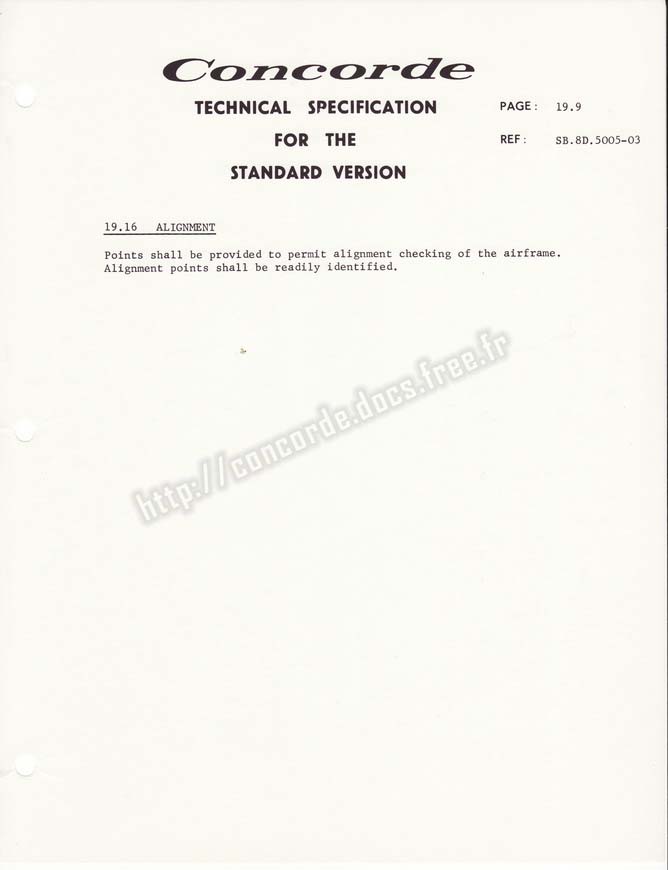 Concorde
TECHNICAL SPECIFICATION
FOR THE
STANDARD VERSION
PAGE: 19.9
REF: SB.8D.5005-03
19.16 ALIGNMENT
Points shall be provided to permit alignment checking of the airframe.
Alignment points shall be readily identified.
http://concorde.docs.free.fr